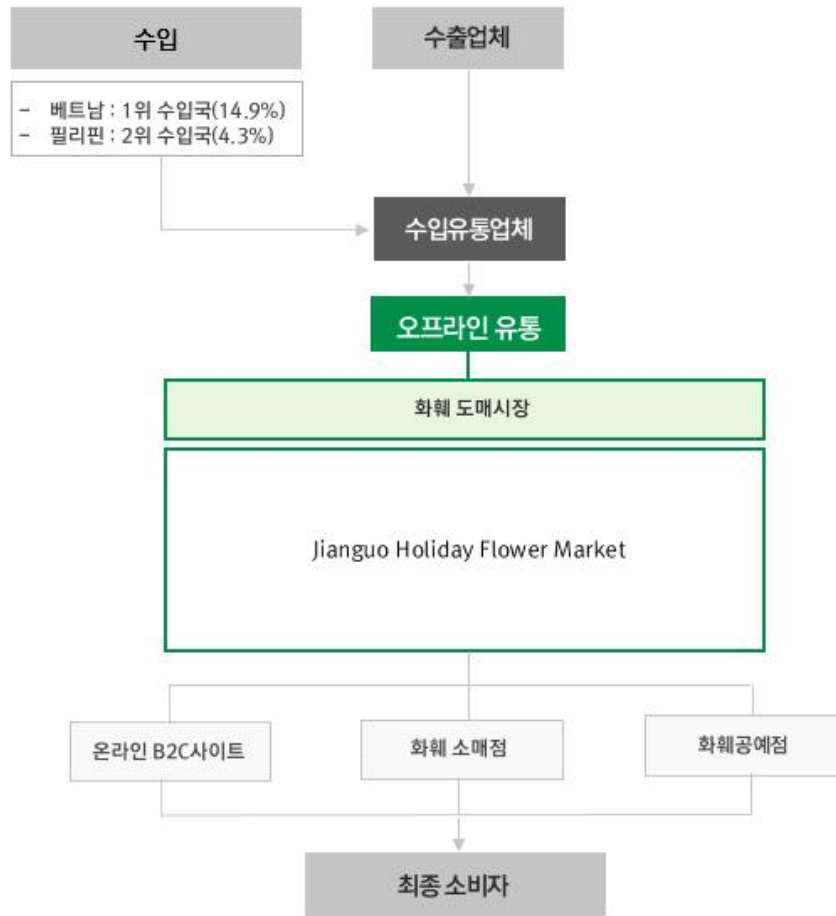 수입
수출업체
- 베트남 : 1위 수입국(14.9%)
- 필리핀 : 2위 수입국(4.3%)
수입유통업체
오프라인 유통
화훼 도매시장
Jianguo Holiday Flower Market
온라인 B2C사이트
화훼 소매점
화훼공예점
최종 소비자